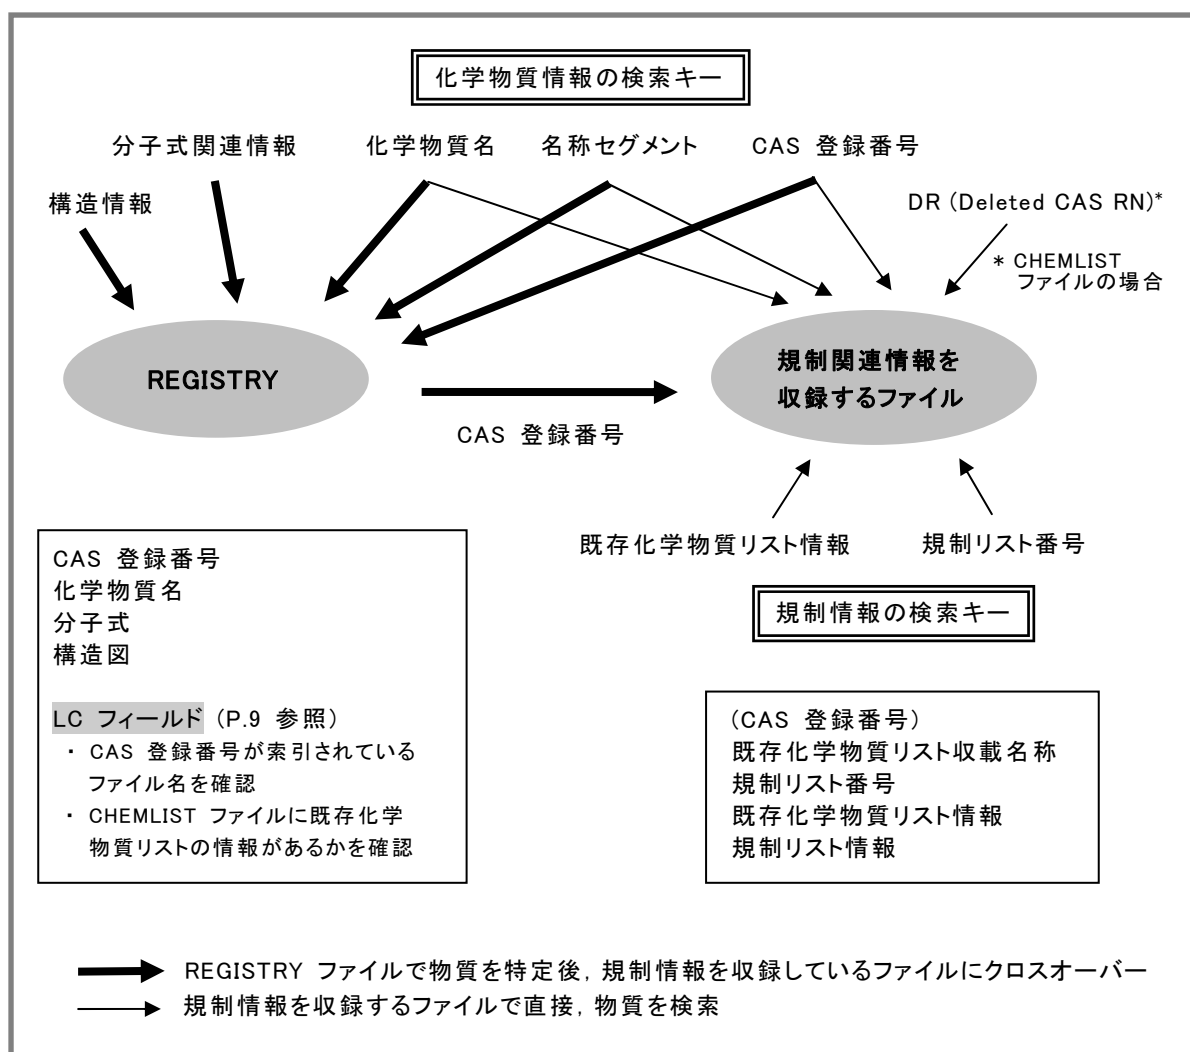 化学物質情報の検索キー
分子式関連情報
化学物質名
名称セグメント
CAS 登録番号
構造情報
DR (Deleted CAS RN)*
* CHEMLIST
ファイルの場合
REGISTRY
規制関連情報を
収録するファイル
CAS 登録番号
既存化学物質リスト情報
規制リスト番号
規制情報の検索キー
CAS 登録番号
化学物質名
分子式
構造図
LC フィールド (P.9 参照)
・ CAS 登録番号が索引されている
ファイル名を確認
・ CHEMLIST ファイルに既存化学
物質リストの情報があるかを確認
(CAS 登録番号)
既存化学物質リスト収載名称
規制リスト番号
既存化学物質リスト情報
規制リスト情報
REGISTRY ファイルで物質を特定後, 規制情報を収録しているファイルにクロスオーバー
規制情報を収録するファイルで直接, 物質を検索